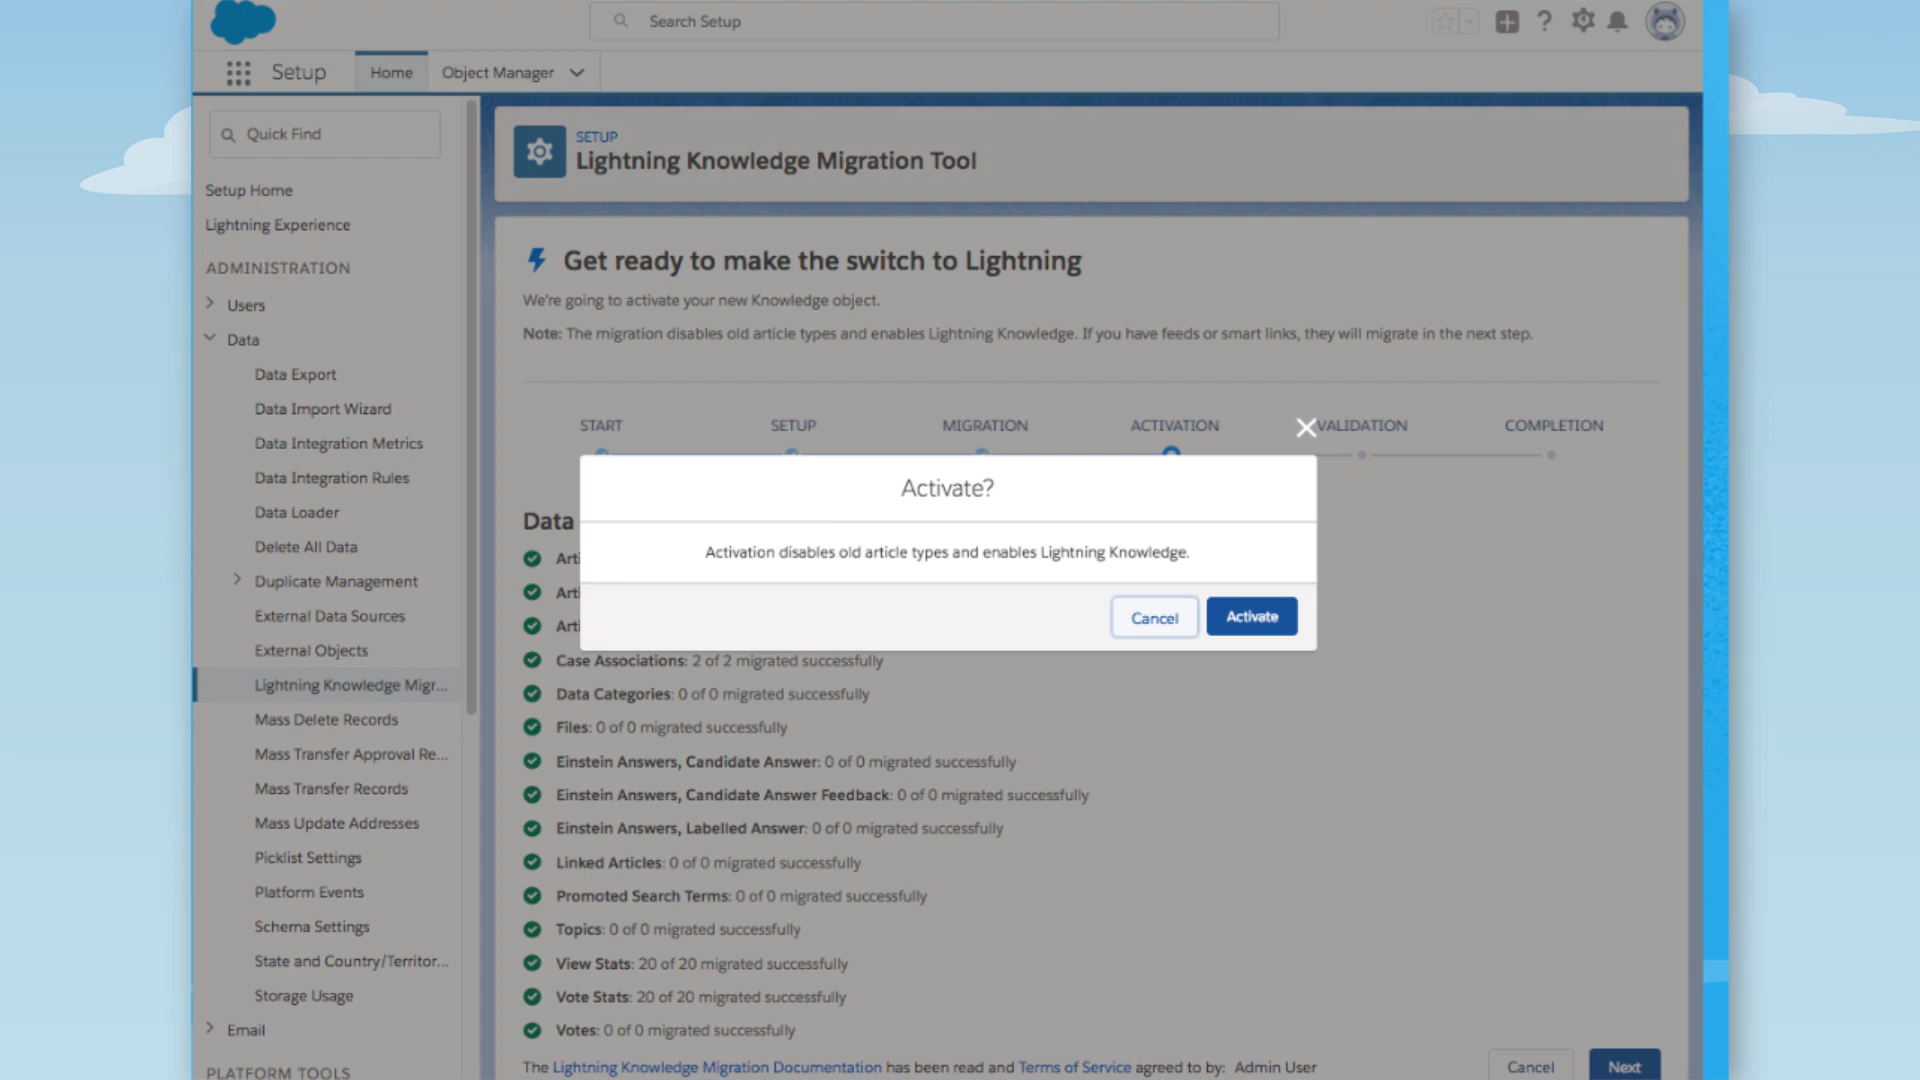 Search Setup
Setup
Home
Object Manager
Quick Find
Setup Home
Lightning Experience
ADMINISTRATION
Users
Data
Data Export
Data Import Wizard
Data Integration Metrics
Data Integration Rules
Data Loader
Delete All Data
Duplicate Management
External Data Sources
External Objects
Lightning Knowledge Migr...
Mass Delete Records
Mass Transfer Approval Re...
Mass Transfer Records
Mass Update Addresses
Picklist Settings
Platform Events
Schema Settings
State and Country/Territor...
Storage Usage
Email
PLATFORM TOOLS
SETUP
Lightning Knowledge Migration Tool
Get ready to make the switch to Lightning
We're going to activate your new Knowledge object.
Note: The migration disables old article types and enables Lightning Knowledge. If you have feeds or smart links, they will migrate in the next step.
START SETUP MIGRATION ACTIVATION VALIDATION COMPLETION
Activate?
Activation disables old article types and enables Lightning Knowledge.
Cancel Activate
Data
Arti
Arti
Arti
Case Associations: 2 of 2 migrated successfully
Data Categories: 0 of 0 migrated successfully
Files: 0 of 0 migrated successfully
Einstein Answers, Candidate Answer: 0 of 0 migrated successfully
Einstein Answers, Candidate Answer Feedback: 0 of 0 migrated successfully
Einstein Answers, Labelled Answer: 0 of 0 migrated successfully
Linked Articles: 0 of 0 migrated successfully
Promoted Search Terms: 0 of 0 migrated successfully
Topics: 0 of 0 migrated successfully
View Stats: 20 of 20 migrated successfully
Vote Stats: 20 of 20 migrated successfully
Votes: 0 of 0 migrated successfully
The Lightning Knowledge Migration Documentation has been read and Terms of Service agreed to by: Admin User
Cancel Next